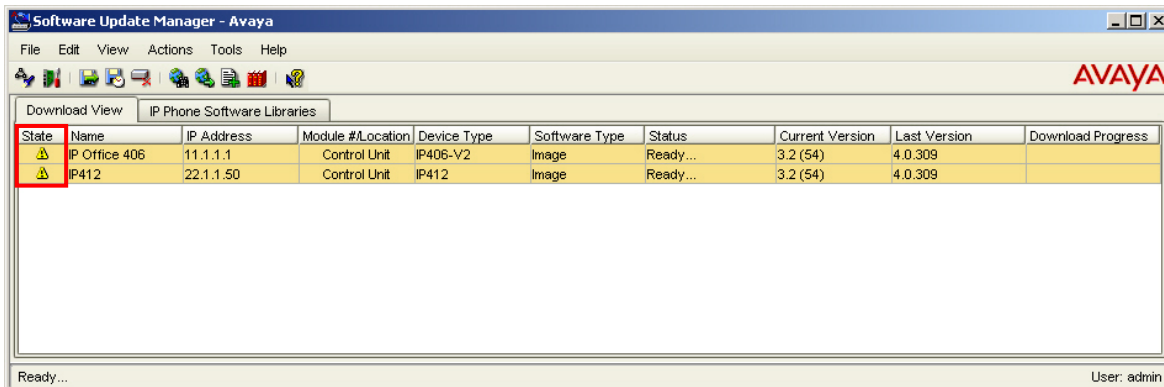 Software Update Manager - Avaya
File Edit View Actions Tools Help
AVAYA
Download View IP Phone Software Libraries
State Name IP Address Module #/Location Device Type Software Type Status Current Version Last Version Download Progress
IP Office 406 11.1.1.1 Control Unit IP406-V2 Image Ready... 3.2 (54) 4.0.309
IP412 22.1.1.50 Control Unit IP412 Image Ready... 3.2 (54) 4.0.309
Ready... User: admin